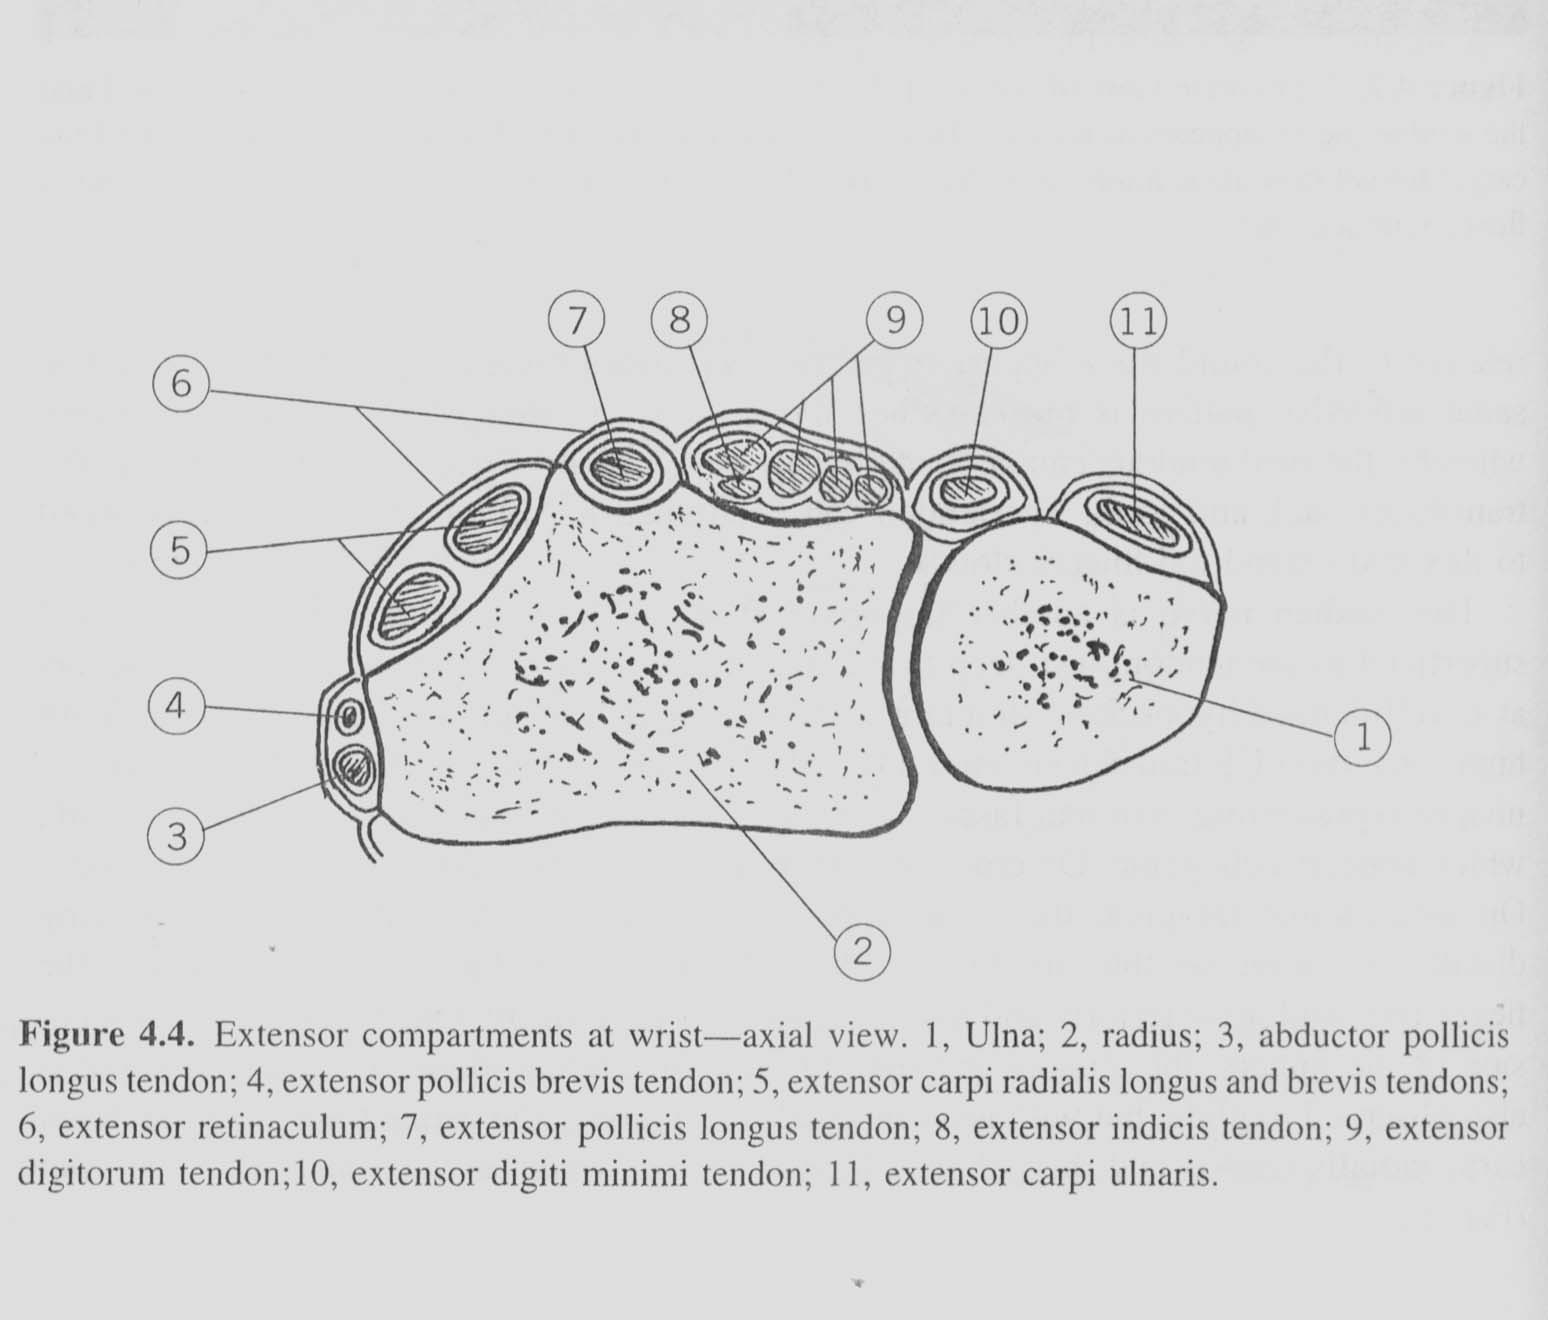 7 8 9 10 11
6
5
4
1
3
2
Figure 4.4. Extensor compartments at wrist—axial view. 1, Ulna; 2, radius; 3, abductor pollicis
longus tendon; 4, extensor pollicis brevis tendon; 5, extensor carpi radialis longus and brevis tendons;
6, extensor retinaculum; 7, extensor pollicis longus tendon; 8, extensor indicis tendon; 9, extensor
digitorum tendon;10, extensor digiti minimi tendon; 11, extensor carpi ulnaris.